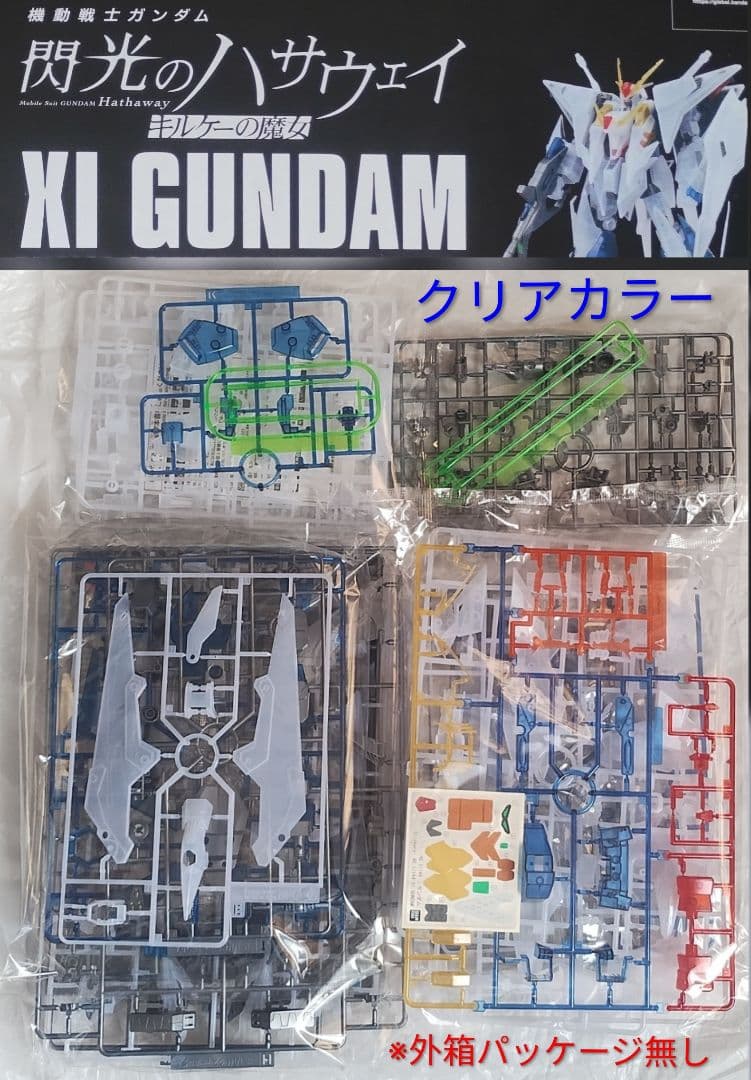 機動戦士ガンダム
閃光のハサウェイ
Mobile Suit GUNDAM Hathaway
キルケーの魔女
XI GUNDAM
クリアカラー
※外箱パッケージ無し